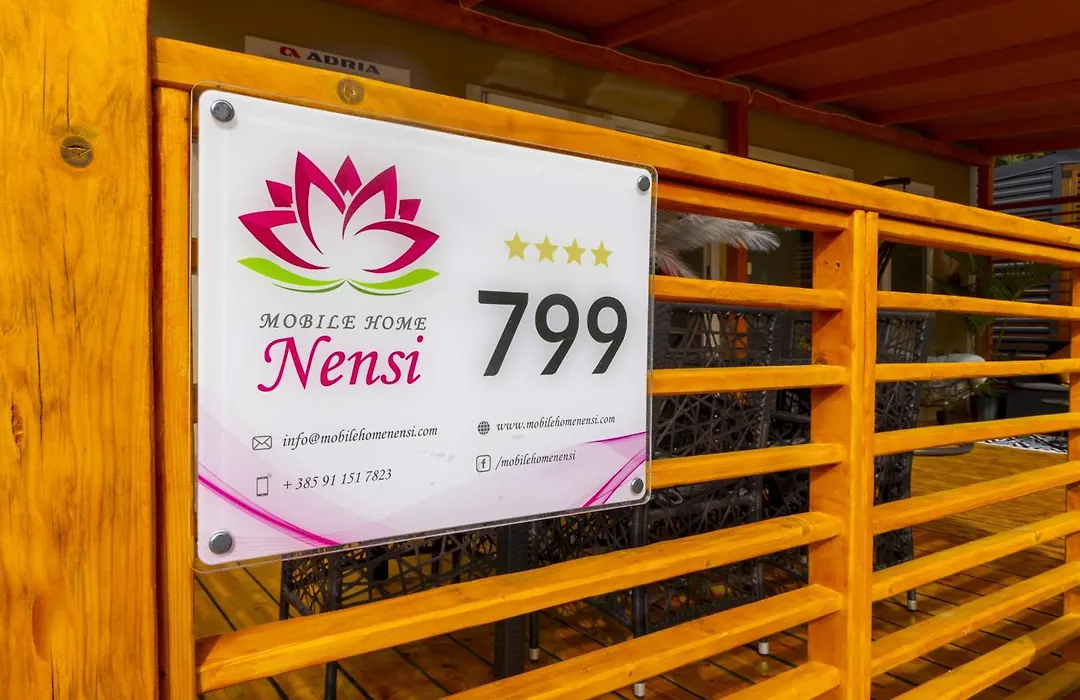 ADRIA
MOBILE HOME
Nensi
799
info@mobilehomenensi.com
+ 385 91 151 7823
www.mobilehomenensi.com
/mobilehomenensi